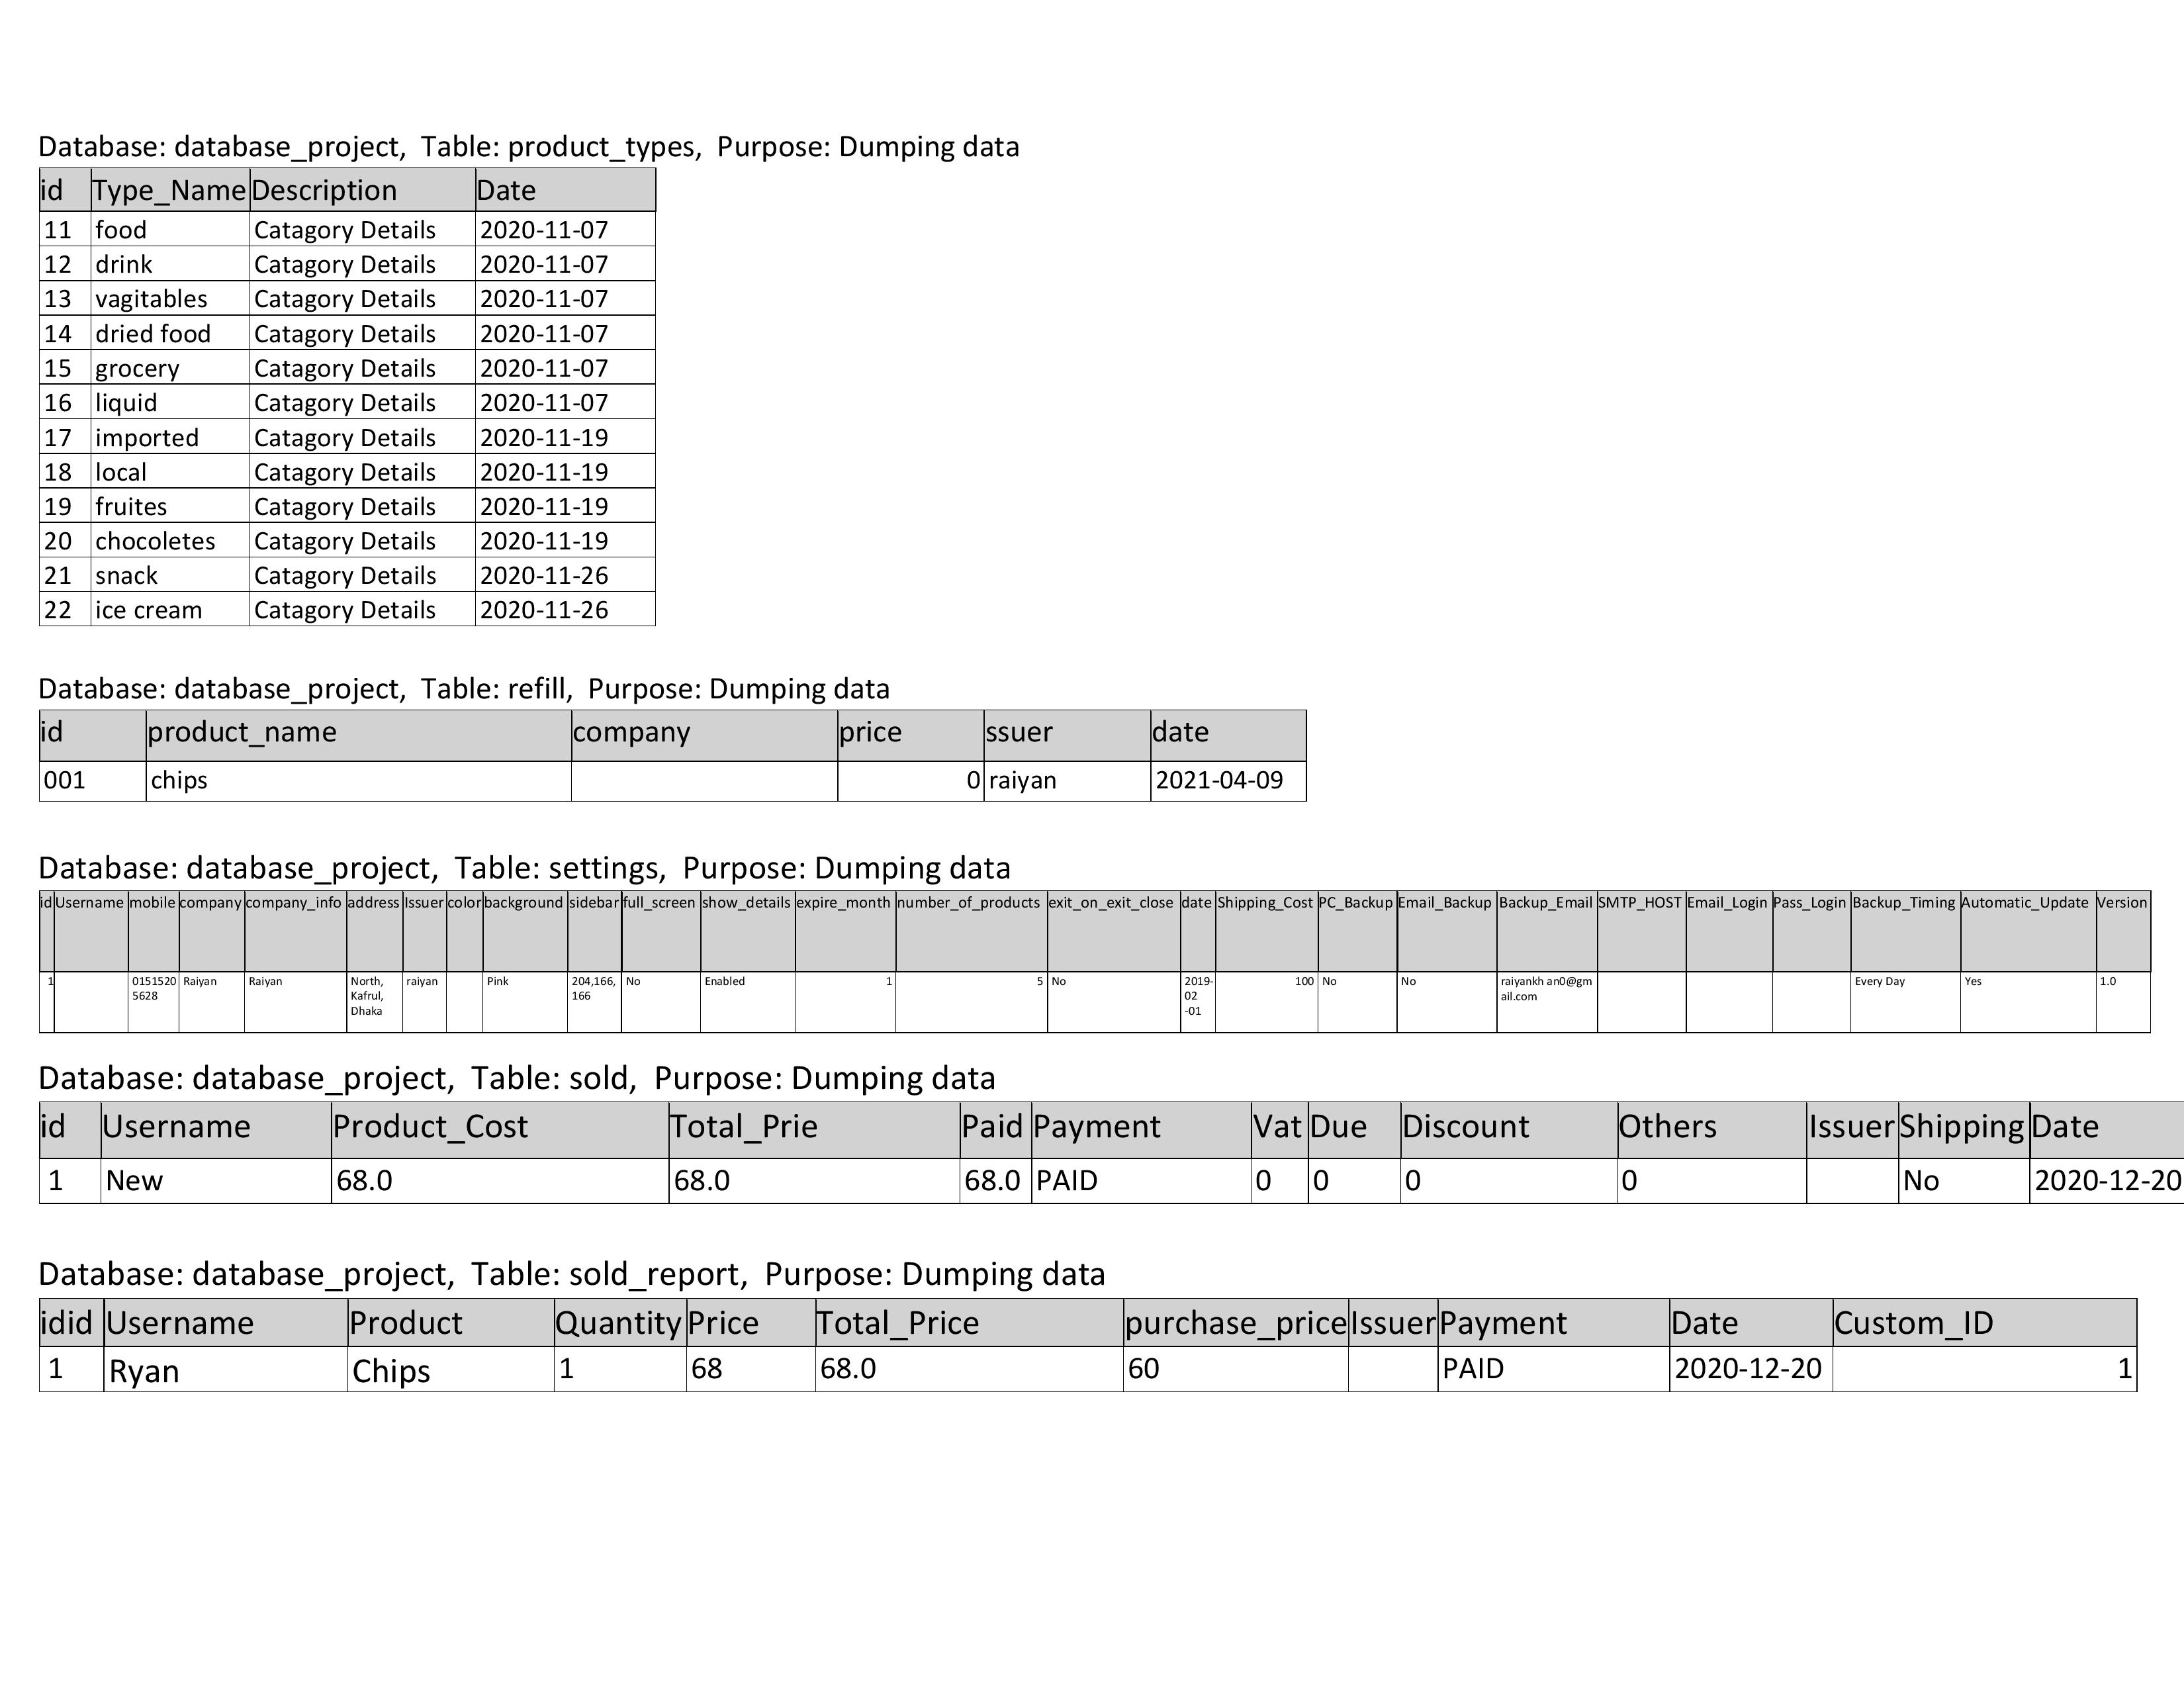 Database: database_project, Table: product_types, Purpose: Dumping data
id Type_Name Description Date
11 food Catagory Details 2020-11-07
12 drink Catagory Details 2020-11-07
13 vagitables Catagory Details 2020-11-07
14 dried food Catagory Details 2020-11-07
15 grocery Catagory Details 2020-11-07
16 liquid Catagory Details 2020-11-07
17 imported Catagory Details 2020-11-19
18 local Catagory Details 2020-11-19
19 fruites Catagory Details 2020-11-19
20 chocoletes Catagory Details 2020-11-19
21 snack Catagory Details 2020-11-26
22 ice cream Catagory Details 2020-11-26
Database: database_project, Table: refill, Purpose: Dumping data
id product_name company price ssuer date
001 chips 0 raiyan 2021-04-09
Database: database_project, Table: settings, Purpose: Dumping data
id Username mobile company company_info address Issuer color background sidebar full_screen show_details expire_month number_of_products exit_on_exit_close date Shipping_Cost PC_Backup Email_Backup Backup_Email SMTP_HOST Email_Login Pass_Login Backup_Timing Automatic_Update Version
1 0151520 Raiyan Raiyan North, raiyan Pink 204,166, No Enabled 1 5 No 2019- 100 No No raiyankh an0@gm Every Day Yes 1.0
5628 Kafrul, 166 02 ail.com
Dhaka -01
Database: database_project, Table: sold, Purpose: Dumping data
id Username Product_Cost Total_Prie Paid Payment Vat Due Discount Others Issuer Shipping Date
1 New 68.0 68.0 68.0 PAID 0 0 0 0 No 2020-12-20
Database: database_project, Table: sold_report, Purpose: Dumping data
idid Username Product Quantity Price Total_Price purchase_price Issuer Payment Date Custom_ID
1 Ryan Chips 1 68 68.0 60 PAID 2020-12-20 1